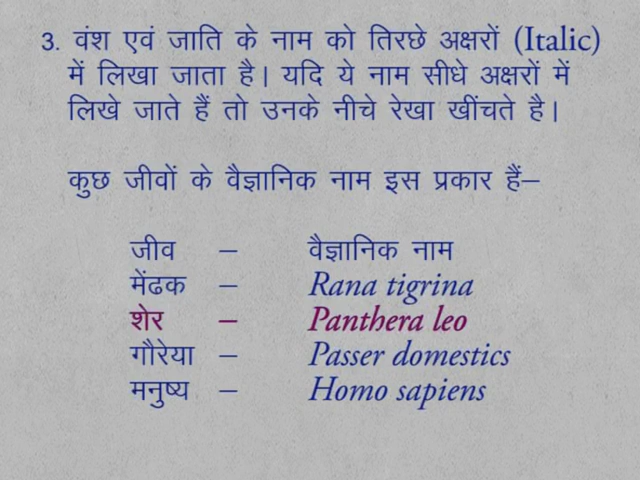 3. वंश एवं जाति के नाम को तिरछे अक्षरों (Italic)
में लिखा जाता है। यदि ये नाम सीधे अक्षरों में
लिखे जाते हैं तो उनके नीचे रेखा खींचते है।
कुछ जीवों के वैज्ञानिक नाम इस प्रकार हैं–
जीव – वैज्ञानिक नाम
मेंढक – Rana tigrina
शेर – Panthera leo
गौरेया – Passer domestics
मनुष्य – Homo sapiens